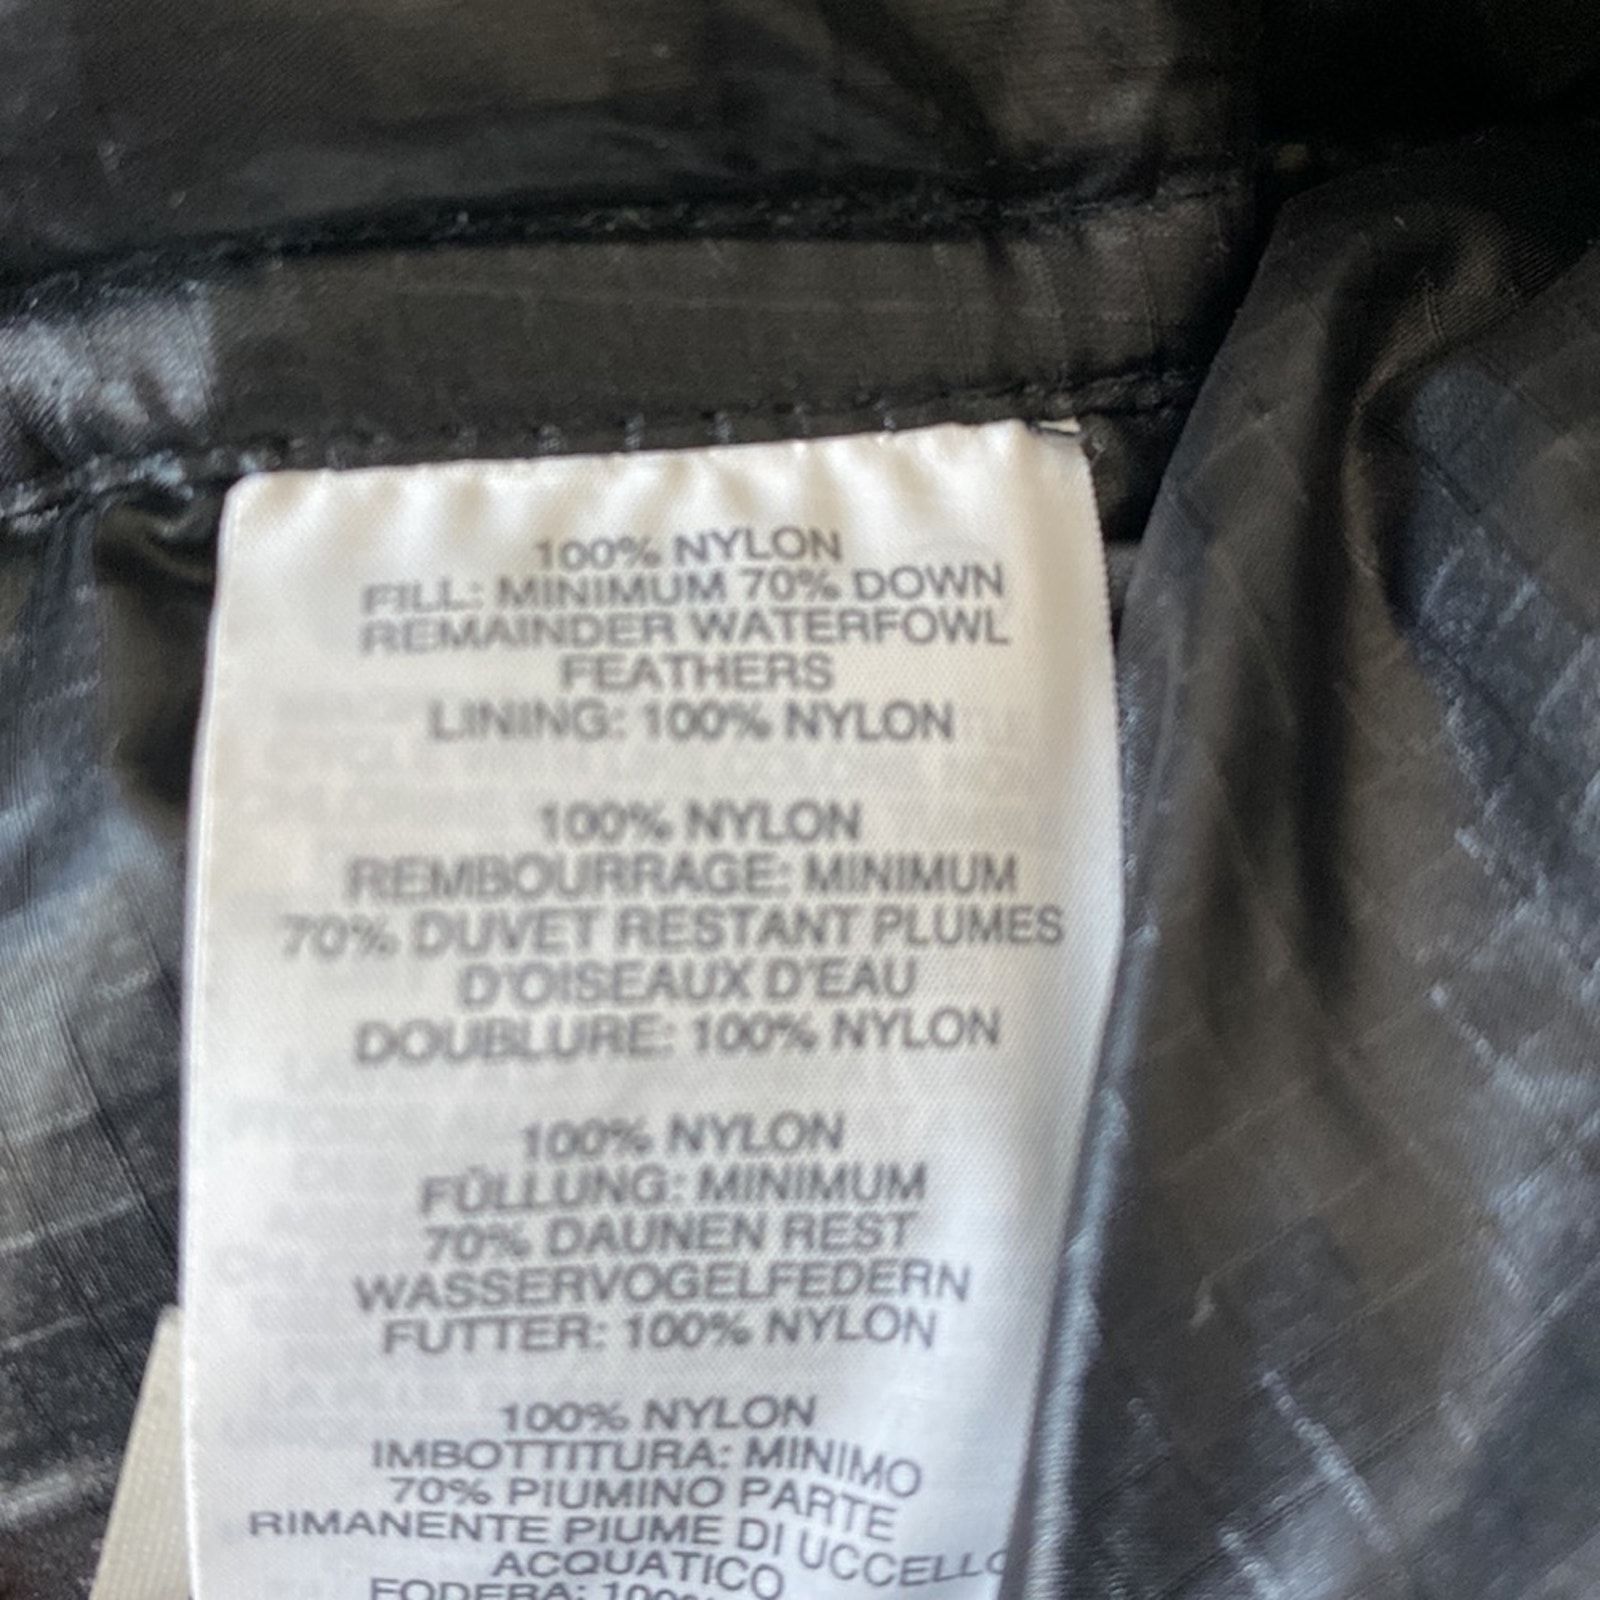 100% NYLON
FILL: MINIMUM 70% DOWN
REMAINDER WATERFOWL
FEATHERS
LINING: 100% NYLON
100% NYLON
REMBOURRAGE: MINIMUM
70% DUVET RESTANT PLUMES
D'OISEAUX D'EAU
DOUBLURE: 100% NYLON
100% NYLON
FÜLLUNG: MINIMUM
70% DAUNEN REST
WASSERVOGELFEDERN
FUTTER: 100% NYLON
100% NYLON
IMBOTTITURA: MINIMO
70% PIUMINO PARTE
RIMANENTE PIUME DI UCCELLO
ACQUATICO
FODERA: 100%